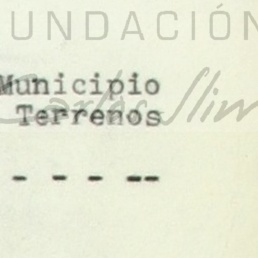 UNDACIÓN
Municipio
Carlos Slim
Terrenos
- - - --